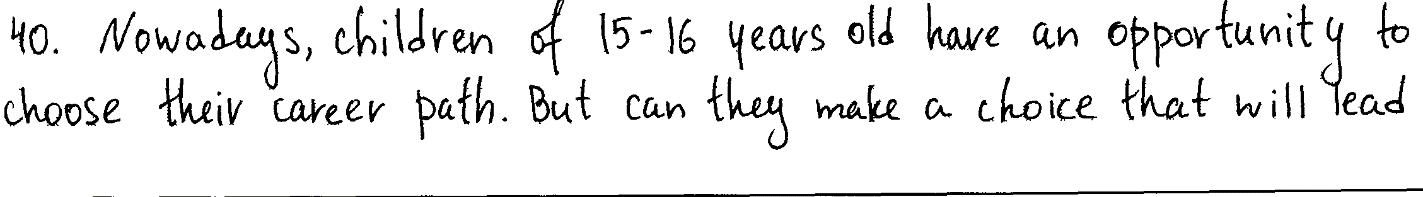 40. Nowadays, children of 15-16 years old have an opportunity to
choose their career path. But can they make a choice that will lead